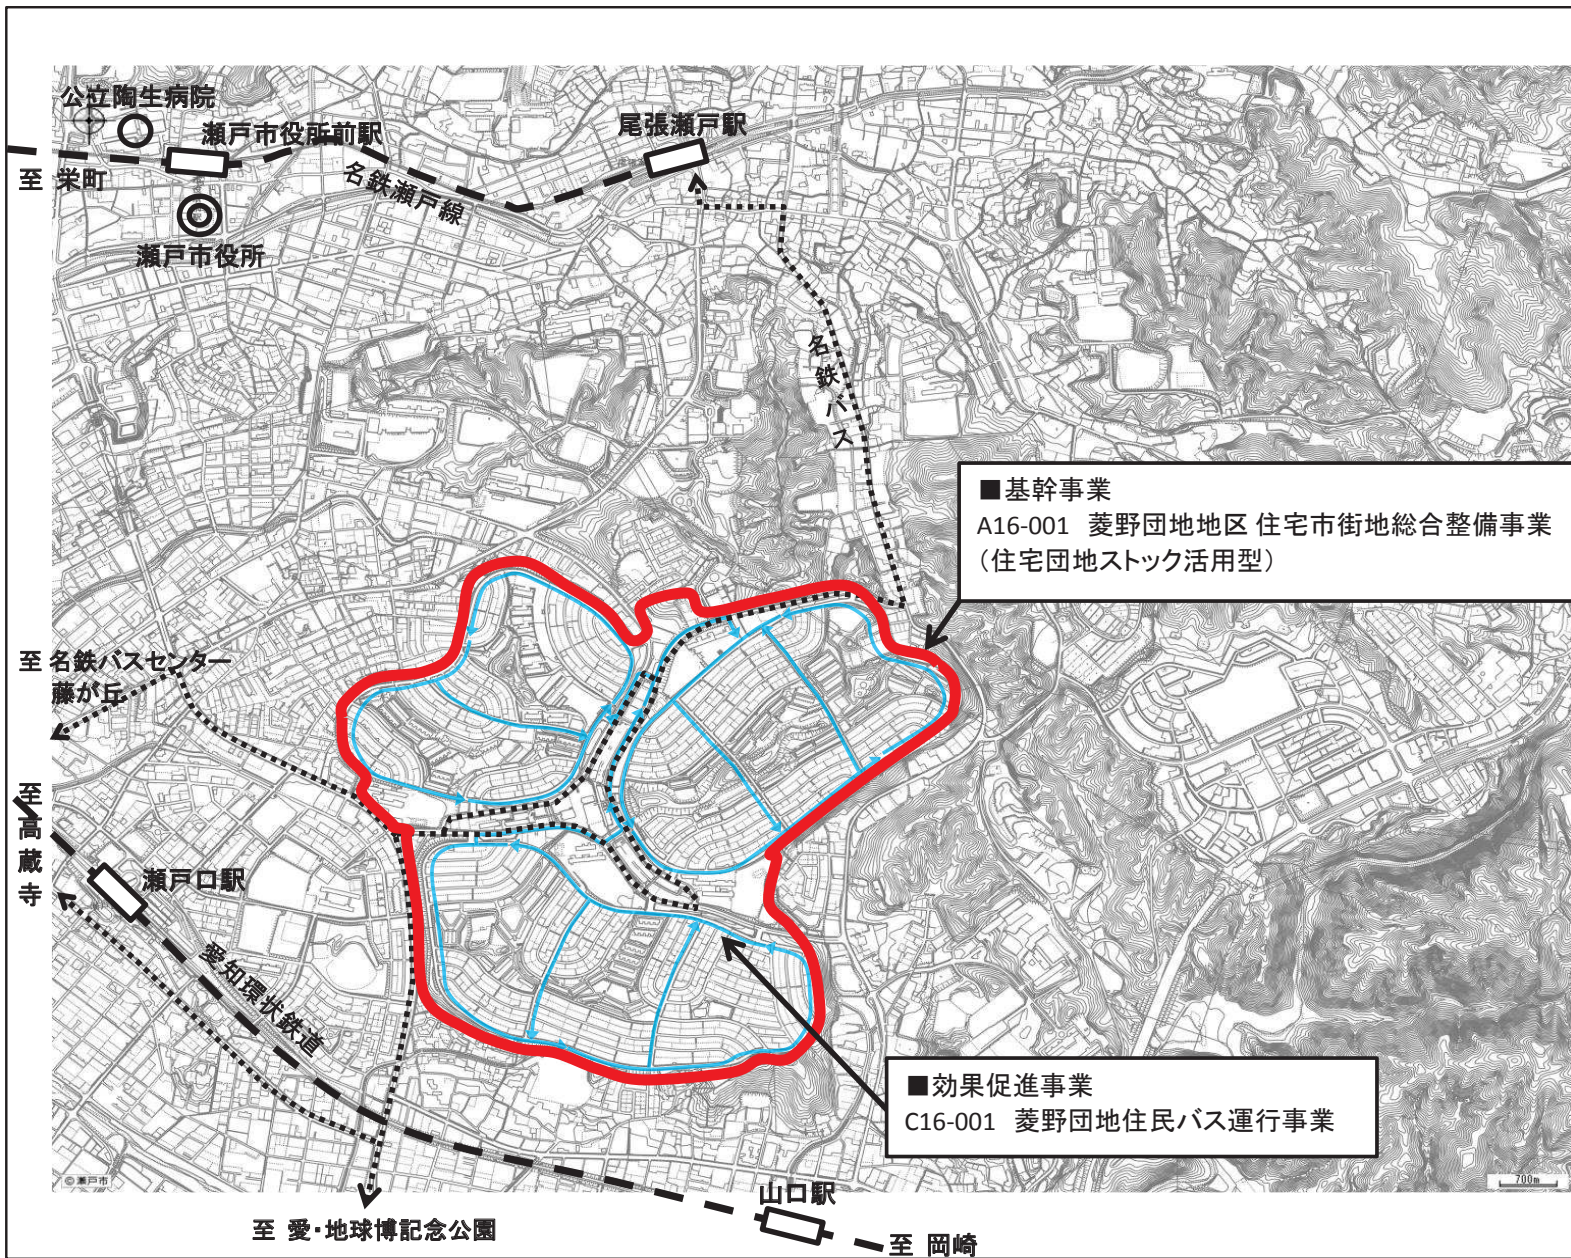 公立陶生病院
瀬戸市役所前駅
尾張瀬戸駅
至 栄町
名鉄瀬戸線
瀬戸市役所
名鉄バス
■基幹事業
A16-001 菱野団地地区 住宅市街地総合整備事業
（住宅団地ストック活用型）
至 名鉄バスセンター
藤が丘
至高蔵寺
瀬戸口駅
愛知環状鉄道
■効果促進事業
C16-001 菱野団地住民バス運行事業
©瀬戸市
700m
山口駅
至 愛・地球博記念公園
至 岡崎